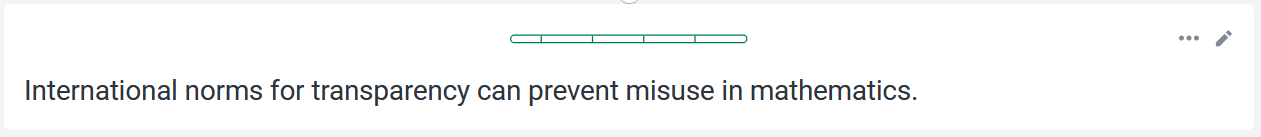 International norms for transparency can prevent misuse in mathematics.